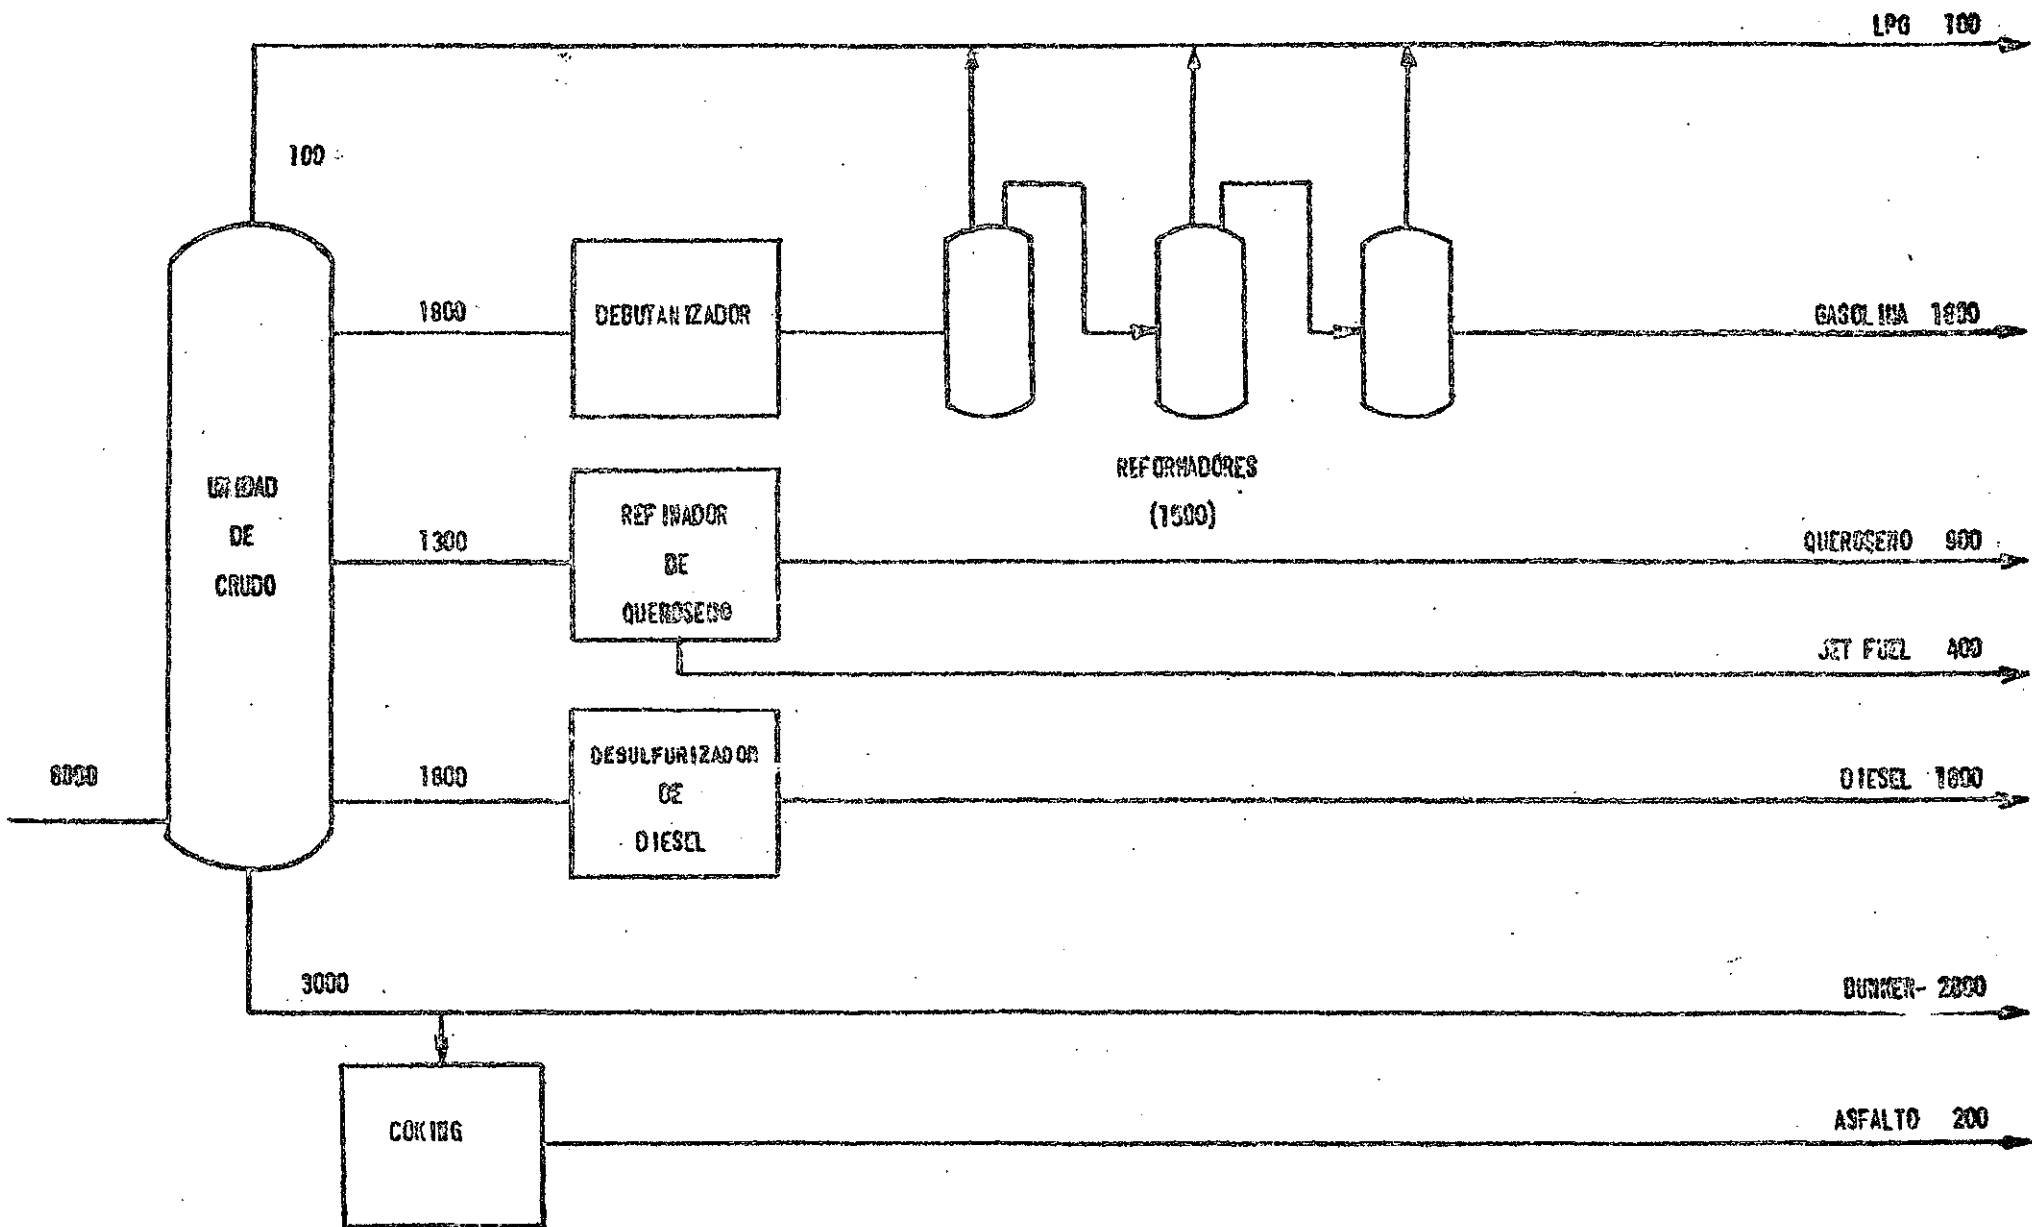 LPG 100
100
1800
DEBUTANIZADOR
GASOLINA 1800
REFORMADORES
(1500)
UNIDAD
DE
CRUDO
1300
REFINADOR
DE
QUEROSENO
QUEROSENO 900
JET FUEL 400
8000
1800
DESULFURIZADOR
DE
DIESEL
DIESEL 1800
3000
BUNKER- 2800
COKING
ASFALTO 200